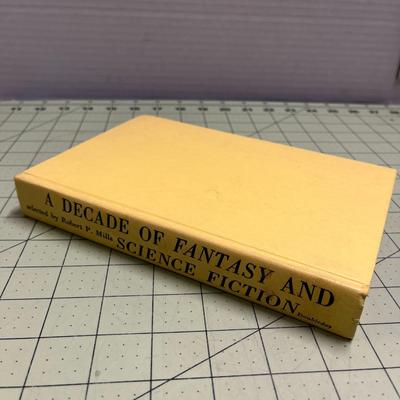 A DECADE OF FANTASY AND
selected by Robert P. Mills
SCIENCE FICTION
Doubleday